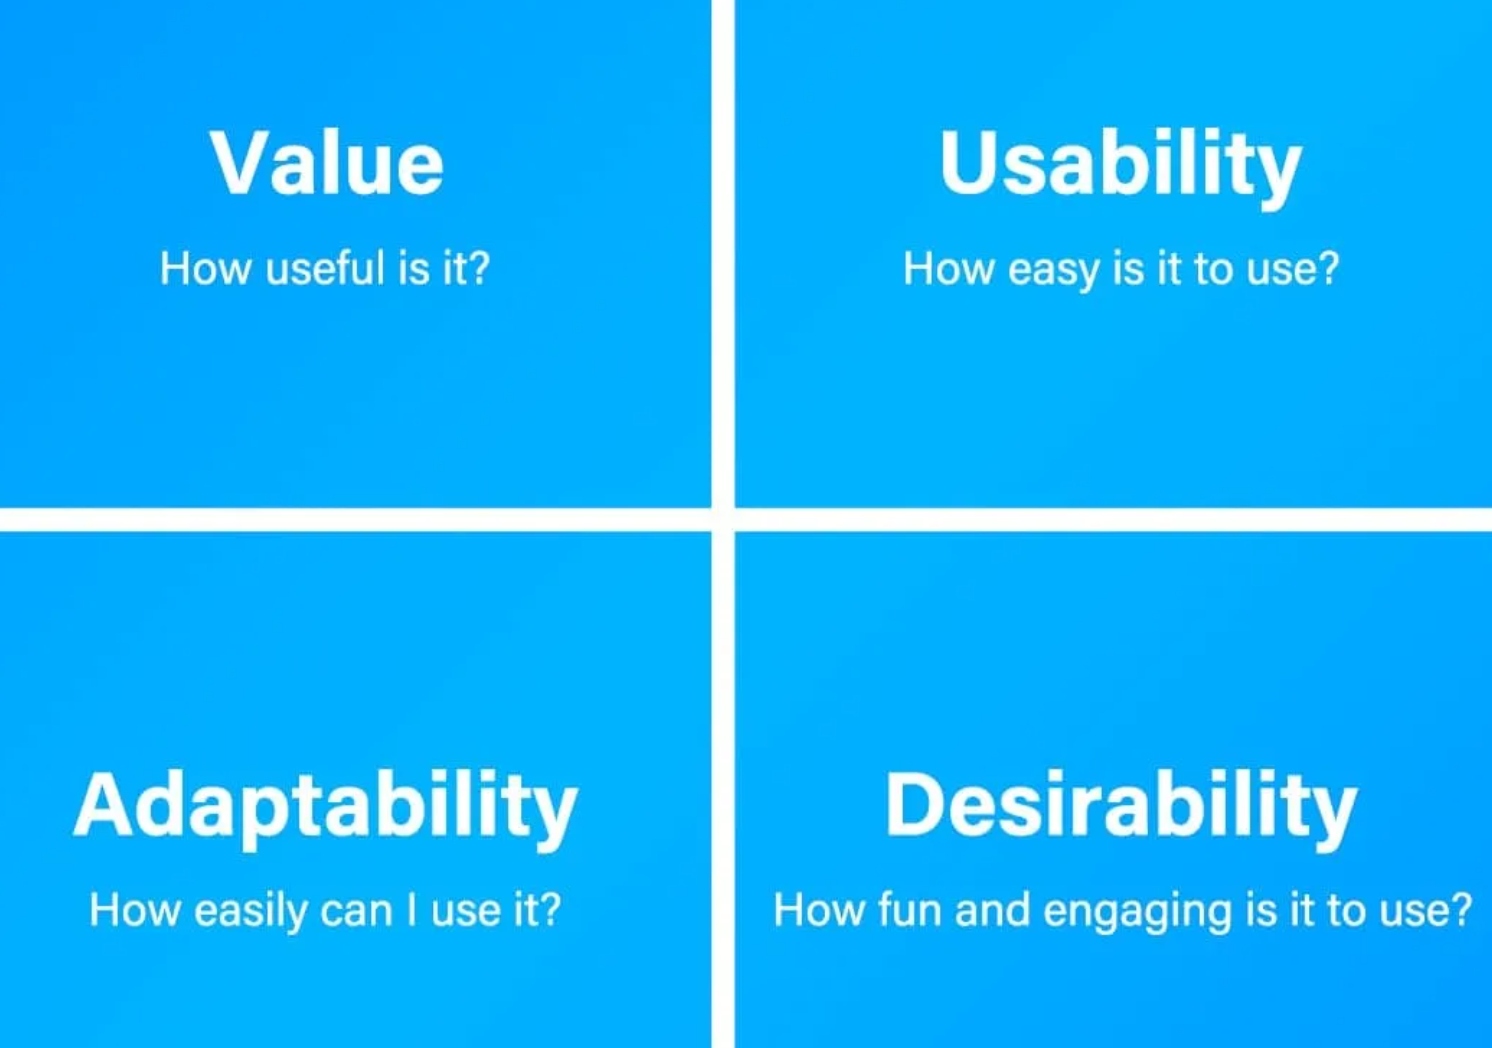 Value
How useful is it?
Usability
How easy is it to use?
Adaptability
How easily can I use it?
Desirability
How fun and engaging is it to use?